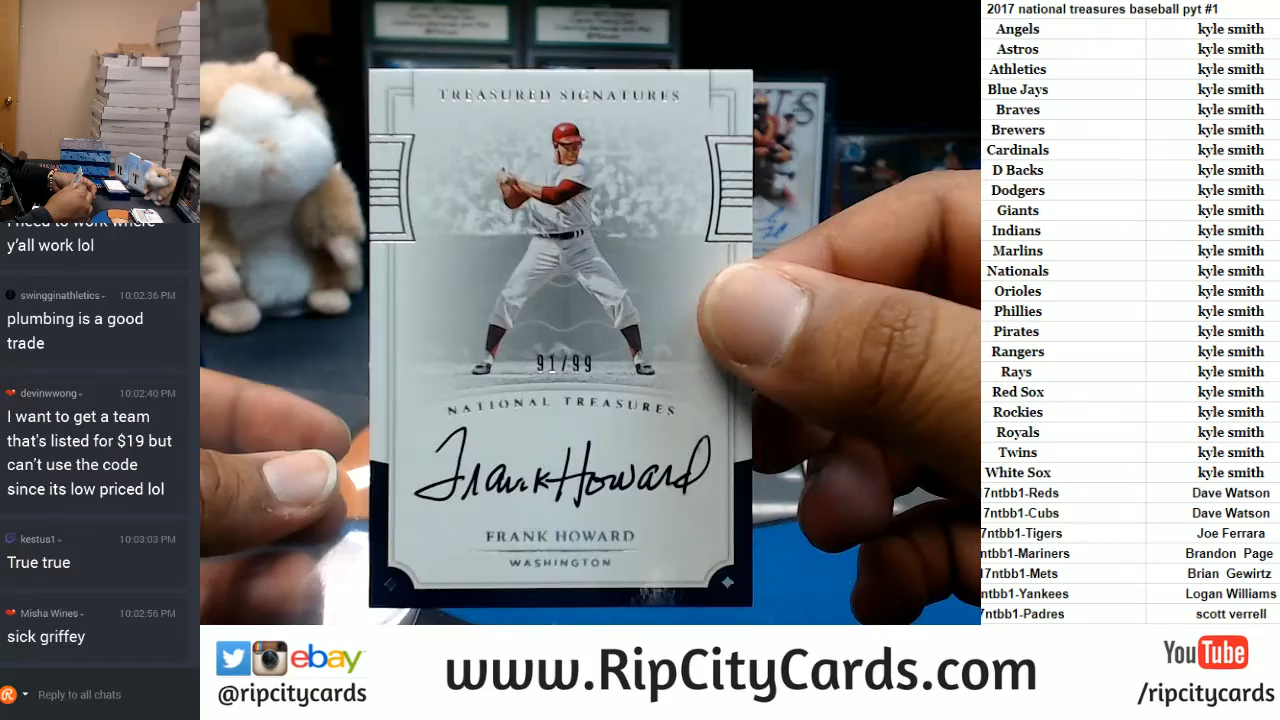 I need to work where
y'all work lol
swingginathletics
10:02:36 PM
plumbing is a good
trade
devinwwong
10:02:40 PM
I want to get a team
that's listed for $19 but
can't use the code
since its low priced lol
kestus1
10:03:03 PM
True true
Misha Wines
10:02:56 PM
sick griffey
Reply to all chats
TREASURED SIGNATURES
91/99
NATIONAL TREASURES
Frank Howard
FRANK HOWARD
WASHINGTON
2017 national treasures baseball pyt #1
Angels kyle smith
Astros kyle smith
Athletics kyle smith
Blue Jays kyle smith
Braves kyle smith
Brewers kyle smith
Cardinals kyle smith
D Backs kyle smith
Dodgers kyle smith
Giants kyle smith
Indians kyle smith
Marlins kyle smith
Nationals kyle smith
Orioles kyle smith
Phillies kyle smith
Pirates kyle smith
Rangers kyle smith
Rays kyle smith
Red Sox kyle smith
Rockies kyle smith
Royals kyle smith
Twins kyle smith
White Sox kyle smith
7ntbb1-Reds Dave Watson
7ntbb1-Cubs Dave Watson
7ntbb1-Tigers Joe Ferrara
ntbb1-Mariners Brandon Page
17ntbb1-Mets Brian Gewirtz
ntbb1-Yankees Logan Williams
7ntbb1-Padres scott verrell
ebay
@ripcitycards
www.RipCityCards.com
YouTube
/ripcitycards